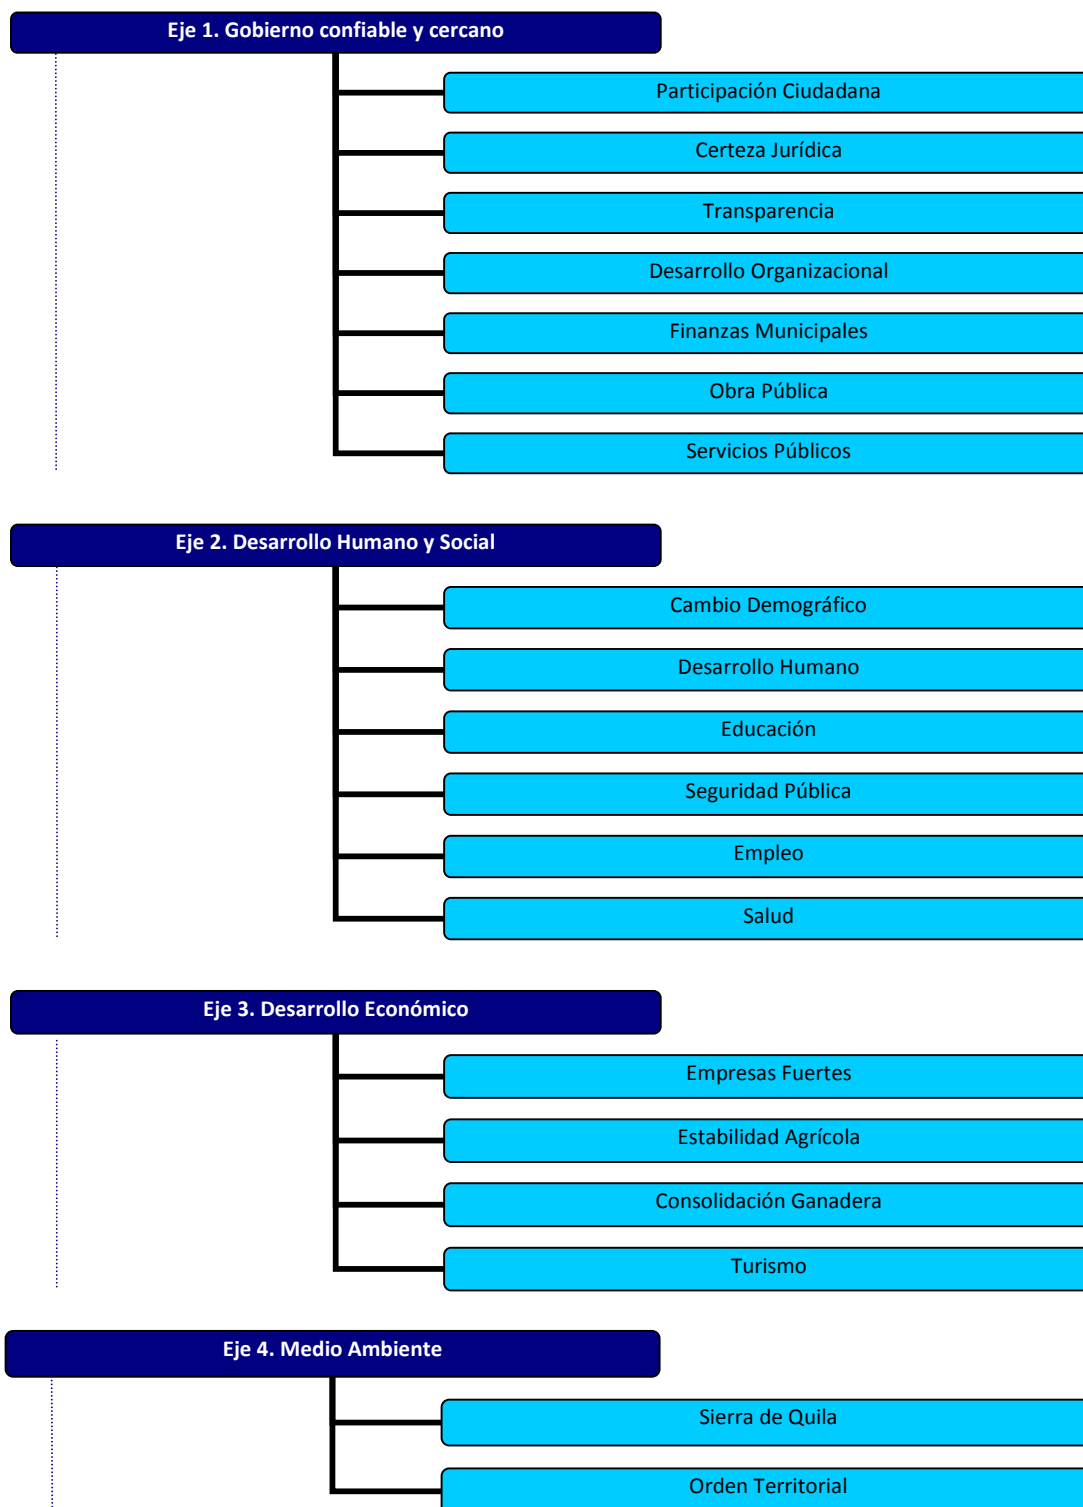 Eje 1. Gobierno confiable y cercano
Participación Ciudadana
Certeza Jurídica
Transparencia
Desarrollo Organizacional
Finanzas Municipales
Obra Pública
Servicios Públicos
Eje 2. Desarrollo Humano y Social
Cambio Demográfico
Desarrollo Humano
Educación
Seguridad Pública
Empleo
Salud
Eje 3. Desarrollo Económico
Empresas Fuertes
Estabilidad Agrícola
Consolidación Ganadera
Turismo
Eje 4. Medio Ambiente
Sierra de Quila
Orden Territorial